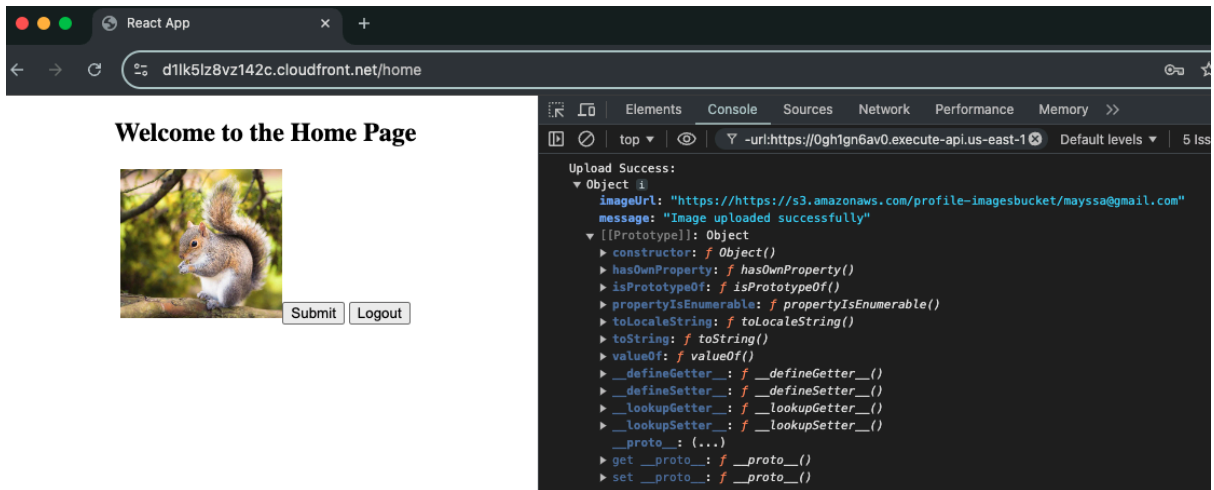 React App
d1lk5lz8vz142c.cloudfront.net/home
Welcome to the Home Page
Submit Logout
Elements Console Sources Network Performance Memory
top -url:https://0gh1gn6av0.execute-api.us-east-1 Default levels 5 Iss
Upload Success:
Object i
imageUrl: "https://https://s3.amazonaws.com/profile-imagesbucket/mayssa@gmail.com"
message: "Image uploaded successfully"
[[Prototype]]: Object
constructor: ƒ Object()
hasOwnProperty: ƒ hasOwnProperty()
isPrototypeOf: ƒ isPrototypeOf()
propertyIsEnumerable: ƒ propertyIsEnumerable()
toLocaleString: ƒ toLocaleString()
toString: ƒ toString()
valueOf: ƒ valueOf()
__defineGetter__: ƒ __defineGetter__()
__defineSetter__: ƒ __defineSetter__()
__lookupGetter__: ƒ __lookupGetter__()
__lookupSetter__: ƒ __lookupSetter__()
__proto__: (...)
get __proto__: ƒ __proto__()
set __proto__: ƒ __proto__()